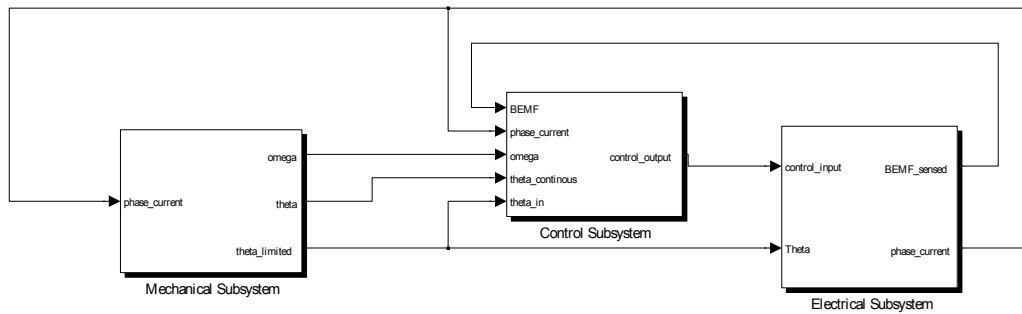 phase_current
omega
theta
theta_limited
Mechanical Subsystem
BEMF
phase_current
omega
theta_continous
theta_in
control_output
Control Subsystem
control_input
Theta
BEMF_sensed
phase_current
Electrical Subsystem